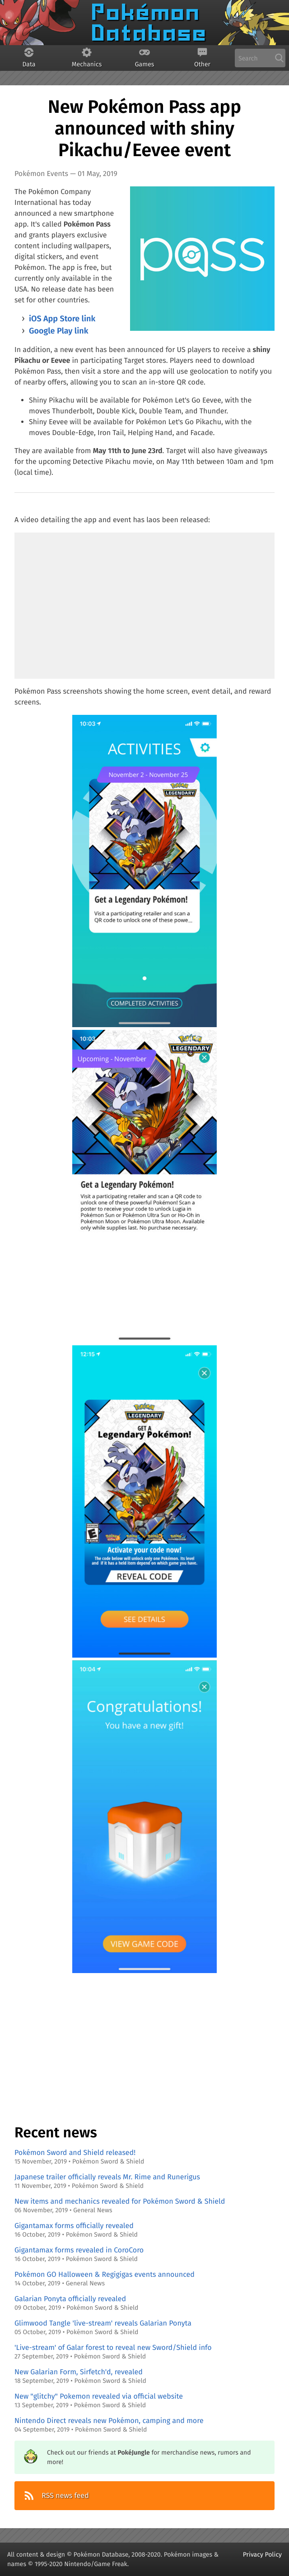 Pokémon
Database
Data
Mechanics
Games
Other
Search
New Pokémon Pass app
announced with shiny
Pikachu/Eevee event
Pokémon Events — 01 May, 2019
The Pokémon Company
International has today
announced a new smartphone
app. It's called Pokémon Pass
and grants players exclusive
content including wallpapers,
digital stickers, and event
Pokémon. The app is free, but
currently only available in the
USA. No release date has been
set for other countries.
pass
› iOS App Store link
› Google Play link
In addition, a new event has been announced for US players to receive a shiny
Pikachu or Eevee in participating Target stores. Players need to download
Pokémon Pass, then visit a store and the app will use geolocation to notify you
of nearby offers, allowing you to scan an in-store QR code.
• Shiny Pikachu will be available for Pokémon Let's Go Eevee, with the
moves Thunderbolt, Double Kick, Double Team, and Thunder.
• Shiny Eevee will be available for Pokémon Let's Go Pikachu, with the
moves Double-Edge, Iron Tail, Helping Hand, and Facade.
They are available from May 11th to June 23rd. Target will also have giveaways
for the upcoming Detective Pikachu movie, on May 11th between 10am and 1pm
(local time).
A video detailing the app and event has laos been released:
Pokémon Pass screenshots showing the home screen, event detail, and reward
screens.
10:03
ACTIVITIES
November 2 - November 25
LEGENDARY
Get a Legendary Pokémon!
Visit a participating retailer and scan a
QR code to unlock one of these powe...
COMPLETED ACTIVITIES
10:03
LEGENDARY
Upcoming - November
Get a Legendary Pokémon!
Visit a participating retailer and scan a QR code to
unlock one of these powerful Pokémon! Scan a
poster to receive your code to unlock Lugia in
Pokémon Sun or Pokémon Ultra Sun or Ho-Oh in
Pokémon Moon or Pokémon Ultra Moon. Available
only while supplies last. No purchase necessary.
12:15
LEGENDARY
GET A
Legendary Pokémon!
E
Activate your code now!
The code below will unlock only one Pokémon. Its level
and if it has a held item depend on which game you use.
REVEAL CODE
SEE DETAILS
10:04
Congratulations!
You have a new gift!
VIEW GAME CODE
Recent news
Pokémon Sword and Shield released!
15 November, 2019 • Pokémon Sword & Shield
Japanese trailer officially reveals Mr. Rime and Runerigus
11 November, 2019 • Pokémon Sword & Shield
New items and mechanics revealed for Pokémon Sword & Shield
06 November, 2019 • General News
Gigantamax forms officially revealed
16 October, 2019 • Pokémon Sword & Shield
Gigantamax forms revealed in CoroCoro
16 October, 2019 • Pokémon Sword & Shield
Pokémon GO Halloween & Regigigas events announced
14 October, 2019 • General News
Galarian Ponyta officially revealed
09 October, 2019 • Pokémon Sword & Shield
Glimwood Tangle 'live-stream' reveals Galarian Ponyta
05 October, 2019 • Pokémon Sword & Shield
'Live-stream' of Galar forest to reveal new Sword/Shield info
27 September, 2019 • Pokémon Sword & Shield
New Galarian Form, Sirfetch'd, revealed
18 September, 2019 • Pokémon Sword & Shield
New "glitchy" Pokemon revealed via official website
13 September, 2019 • Pokémon Sword & Shield
Nintendo Direct reveals new Pokémon, camping and more
04 September, 2019 • Pokémon Sword & Shield
Check out our friends at PokéJungle for merchandise news, rumors and
more!
RSS news feed
All content & design © Pokémon Database, 2008-2020. Pokémon images &
names © 1995-2020 Nintendo/Game Freak.
Privacy Policy